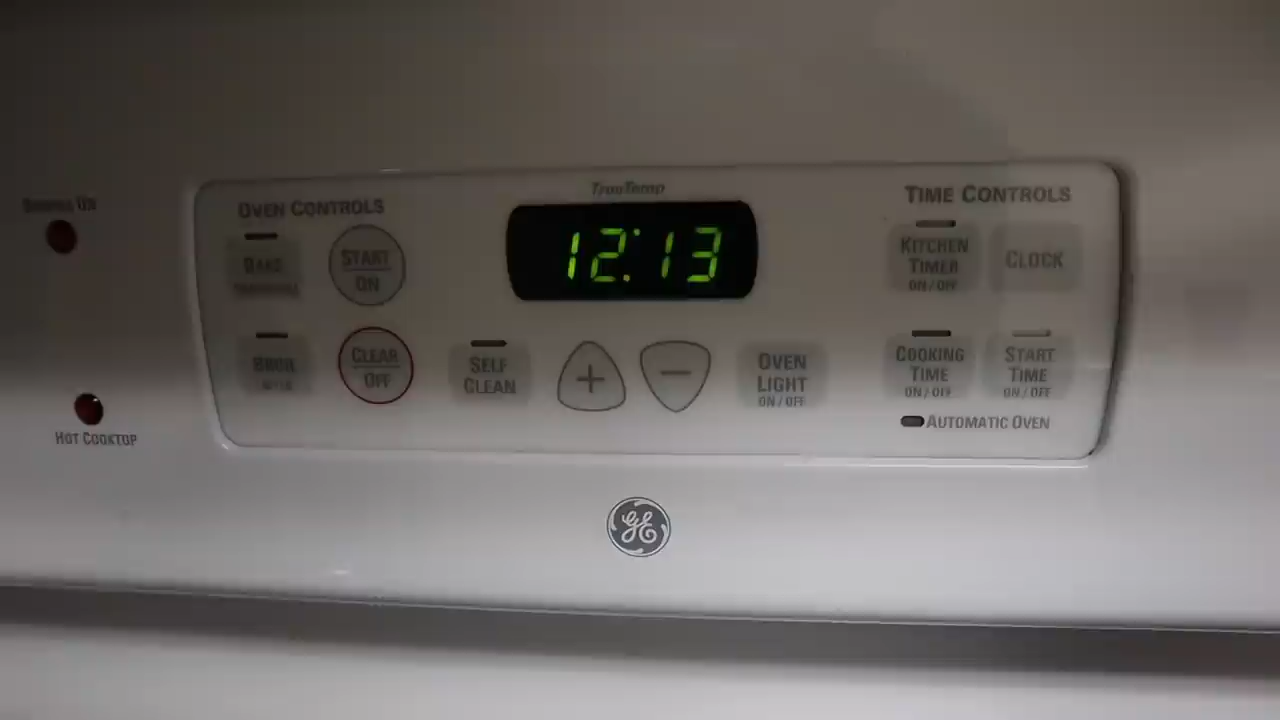 TrueTemp
OVEN CONTROLS
TIME CONTROLS
12:13
BAKE
START
ON
KITCHEN
TIMER
ON/OFF
CLOCK
BROIL
CLEAR
OFF
SELF
CLEAN
+
−
OVEN
LIGHT
ON/OFF
COOKING
TIME
ON/OFF
START
TIME
ON/OFF
AUTOMATIC OVEN
HOT COOKTOP
GE